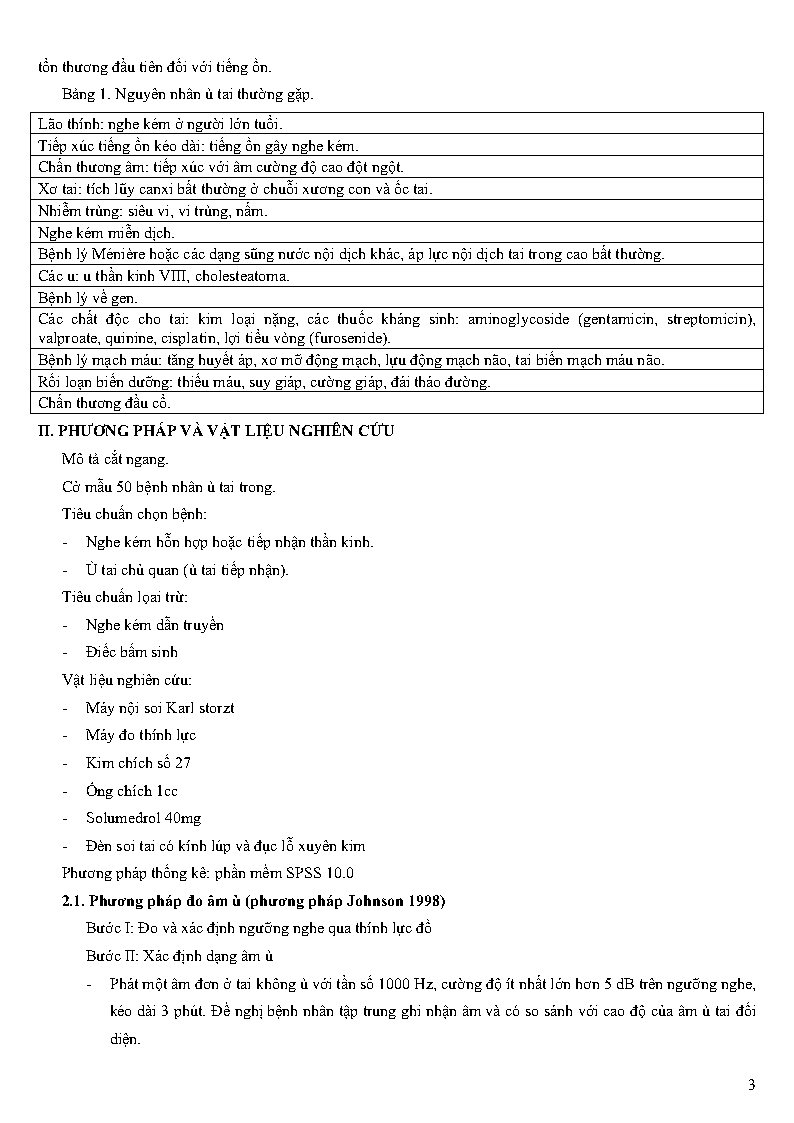 tổn thương đầu tiên đối với tiếng ồn.
Bảng 1. Nguyên nhân ù tai thường gặp.
Lão thính: nghe kém ở người lớn tuổi.
Tiếp xúc tiếng ồn kéo dài: tiếng ồn gây nghe kém.
Chấn thương âm: tiếp xúc với âm cường độ cao đột ngột.
Xơ tai: tích lũy canxi bất thường ở chuỗi xương con và ốc tai.
Nhiễm trùng: siêu vi, vi trùng, nấm.
Nghe kém miễn dịch.
Bệnh lý Ménière hoặc các dạng sũng nước nội dịch khác, áp lực nội dịch tai trong cao bất thường.
Các u: u thần kinh VIII, cholesteatoma.
Bệnh lý về gen.
Các chất độc cho tai: kim loại nặng, các thuốc kháng sinh: aminoglycoside (gentamicin, streptomicin),
valproate, quinine, cisplatin, lợi tiểu vòng (furosenide).
Bệnh lý mạch máu: tăng huyết áp, xơ mỡ động mạch, lựu động mạch não, tai biến mạch máu não.
Rối loạn biến dưỡng: thiếu máu, suy giáp, cường giáp, đái tháo đường.
Chấn thương đầu cổ.
II. PHƯƠNG PHÁP VÀ VẬT LIỆU NGHIÊN CỨU
Mô tả cắt ngang.
Cở mẫu 50 bệnh nhân ù tai trong.
Tiêu chuẩn chọn bệnh:
- Nghe kém hỗn hợp hoặc tiếp nhận thần kinh.
- Ù tai chủ quan (ù tai tiếp nhận).
Tiêu chuẩn lọai trừ:
- Nghe kém dẫn truyền
- Điếc bẩm sinh
Vật liệu nghiên cứu:
- Máy nội soi Karl storzt
- Máy đo thính lực
- Kim chích số 27
- Ống chích 1cc
- Solumedrol 40mg
- Đèn soi tai có kính lúp và đục lỗ xuyên kim
Phương pháp thống kê: phần mềm SPSS 10.0
2.1. Phương pháp đo âm ù (phương pháp Johnson 1998)
Bước I: Đo và xác định ngưỡng nghe qua thính lực đồ
Bước II: Xác định dạng âm ù
- Phát một âm đơn ở tai không ù với tần số 1000 Hz, cường độ ít nhất lớn hơn 5 dB trên ngưỡng nghe,
kéo dài 3 phút. Đề nghị bệnh nhân tập trung ghi nhận âm và có so sánh với cao độ của âm ù tai đối
diện.
3